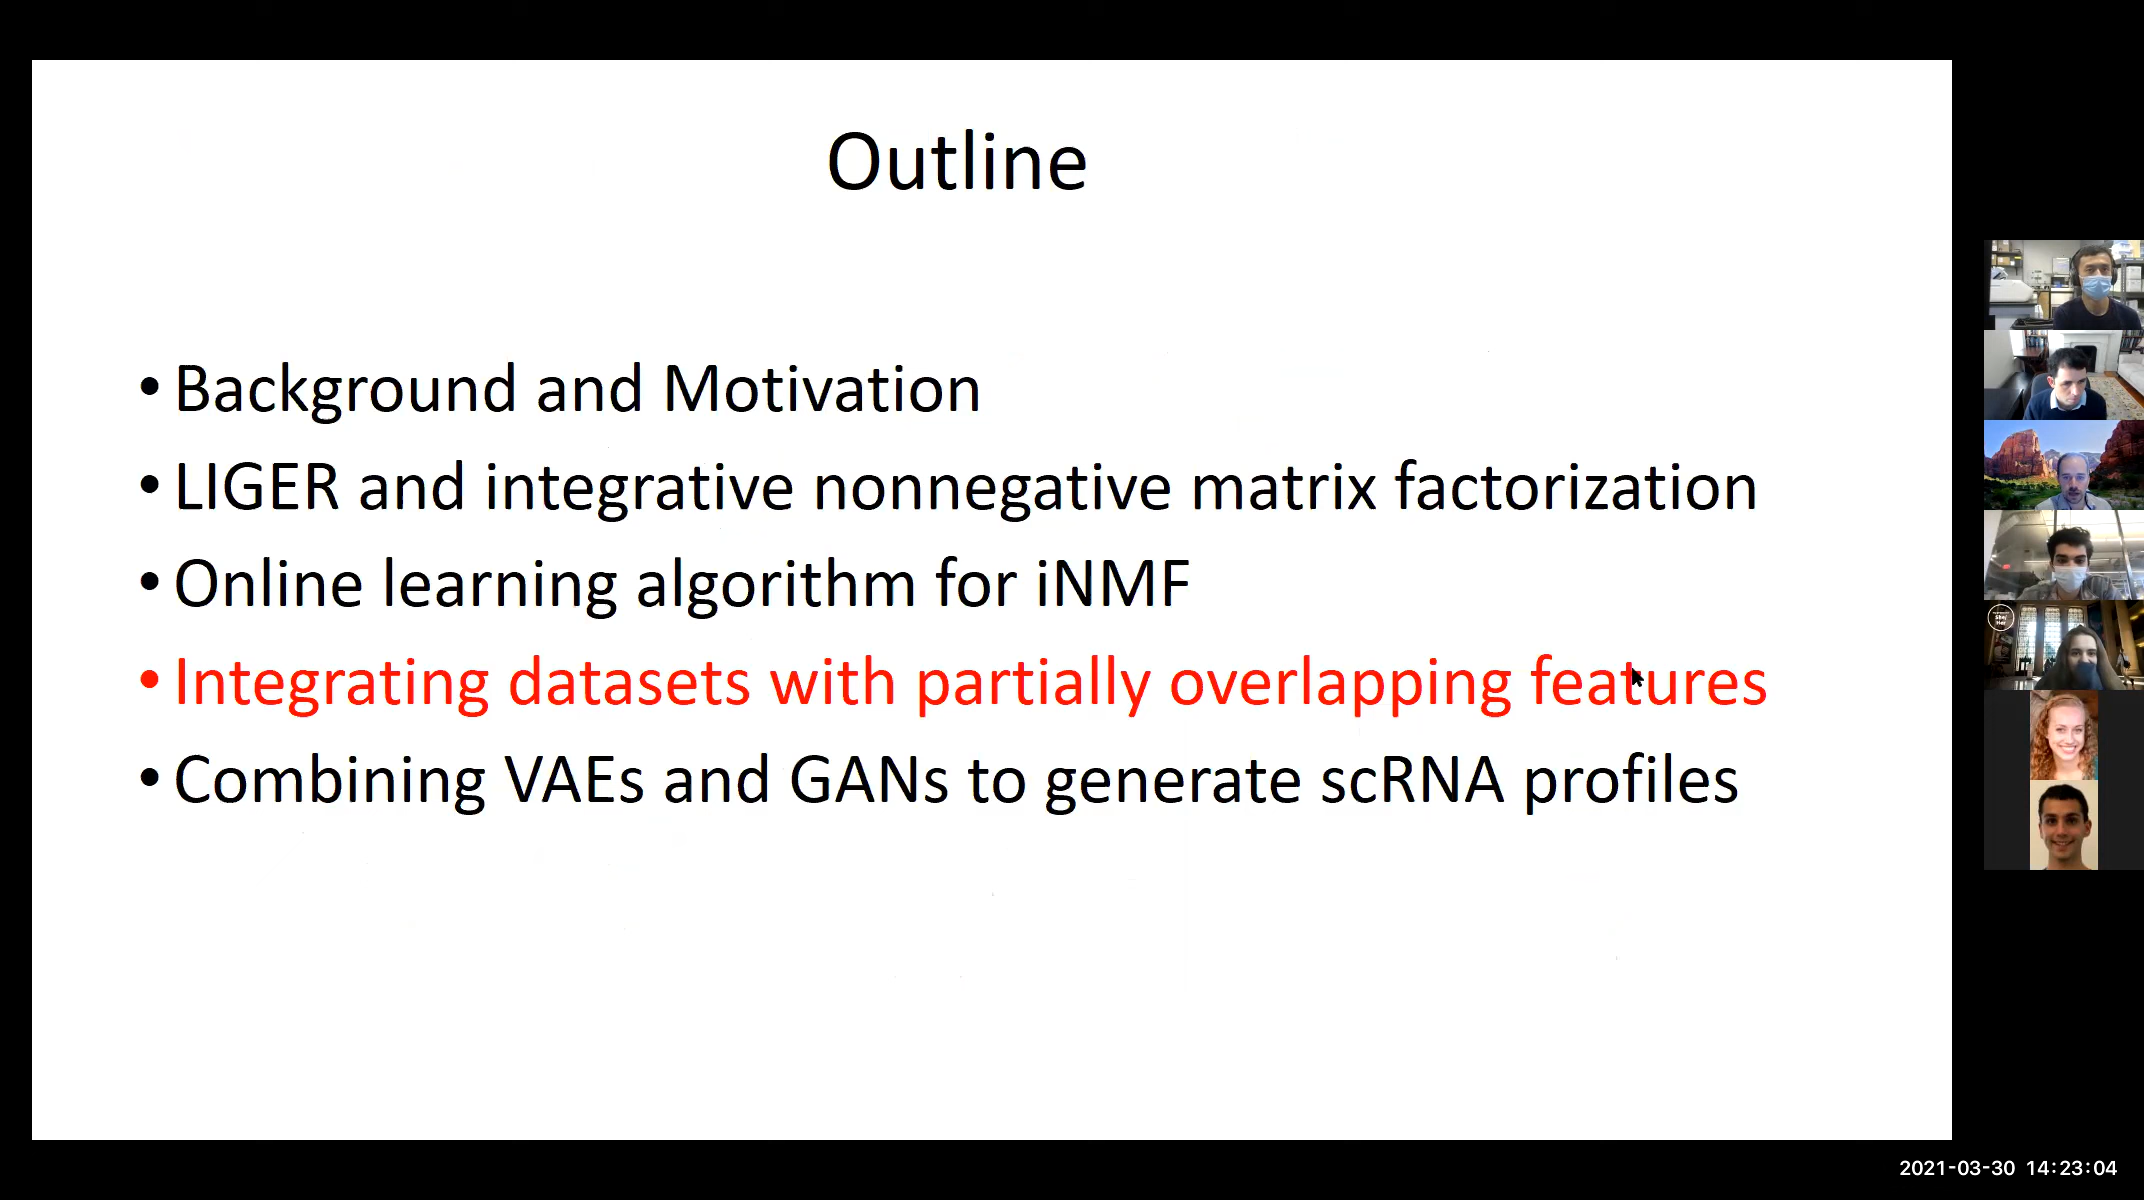 Outline
• Background and Motivation
• LIGER and integrative nonnegative matrix factorization
• Online learning algorithm for iNMF
• Integrating datasets with partially overlapping features
• Combining VAEs and GANs to generate scRNA profiles
2021-03-30 14:23:04